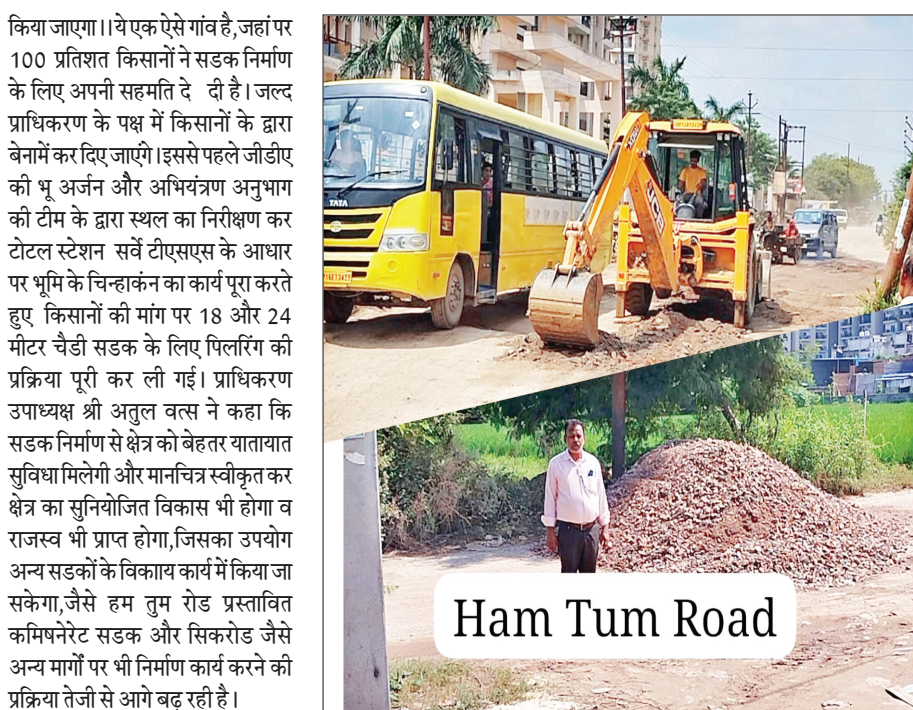 किया जाएगा।।ये एक ऐसे गांव है,जहां पर
100 प्रतिशत किसानों ने सडक निर्माण
के लिए अपनी सहमति दे दी है। जल्द
प्राधिकरण के पक्ष में किसानों के द्वारा
बेनामें कर दिए जाएंगे।इससे पहले जीडीए
की भू अर्जन और अभियंत्रण अनुभाग
की टीम के द्वारा स्थल का निरीक्षण कर
टोटल स्टेशन सर्वे टीएसएस के आधार
पर भूमि के चिन्हाकंन का कार्य पूरा करते
हुए किसानों की मांग पर 18 और 24
मीटर चैडी सडक के लिए पिलरिंग की
प्रक्रिया पूरी कर ली गई। प्राधिकरण
उपाध्यक्ष श्री अतुल वत्स ने कहा कि
सडक निर्माण से क्षेत्र को बेहतर यातायात
सुविधा मिलेगी और मानचित्र स्वीकृत कर
क्षेत्र का सुनियोजित विकास भी होगा व
राजस्व भी प्राप्त होगा,जिसका उपयोग
अन्य सडकों के विकााय कार्य में किया जा
सकेगा,जैसे हम तुम रोड प्रस्तावित
कमिषनेरेट सडक और सिकरोड जैसे
अन्य मार्गों पर भी निर्माण कार्य करने की
प्रक्रिया तेजी से आगे बढ़ रही है।
TATA
JCB
Ham Tum Road